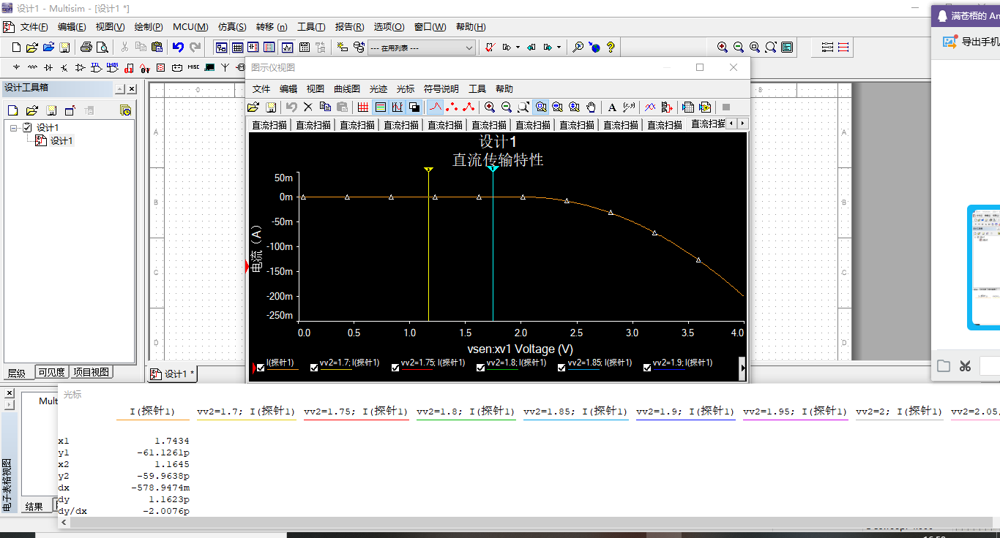 设计1 - Multisim - [设计1 *]
文件(F) 编辑(E) 视图(V) 绘制(P) MCU(M) 仿真(S) 转移 (n) 工具(T) 报告(R) 选项(O) 窗口(W) 帮助(H)
--- 在用列表 ---
MISC
设计工具箱
设计1
设计1
层级 可见度 项目视图
设计1 *
A
B
C
D
0
8
A
B
C
D
图示仪视图
文件 编辑 视图 曲线图 光迹 光标 符号说明 工具 帮助
直流扫描 直流扫描 直流扫描 直流扫描 直流扫描 直流扫描 直流扫描 直流扫描 直流扫描 直流扫描 直流扫描
设计1
直流传输特性
50m
0m
-50m
-100m
-150m
-200m
-250m
电流（A）
0.0 0.5 1.0 1.5 2.0 2.5 3.0 3.5 4.0
vsen:xv1 Voltage (V)
I(探针1) vv2=1.7; I(探针1) vv2=1.75; I(探针1) vv2=1.8; I(探针1) vv2=1.85; I(探针1) vv2=1.9; I(探针1)
满苍梧的 An
导出手机
Mult
结果
电子表格视图
光标
I(探针1) vv2=1.7; I(探针1) vv2=1.75; I(探针1) vv2=1.8; I(探针1) vv2=1.85; I(探针1) vv2=1.9; I(探针1) vv2=1.95; I(探针1) vv2=2; I(探针1) vv2=2.05;
x1 1.7434
y1 -61.1261p
x2 1.1645
y2 -59.9638p
dx -578.9474m
dy 1.1623p
dy/dx -2.0076p